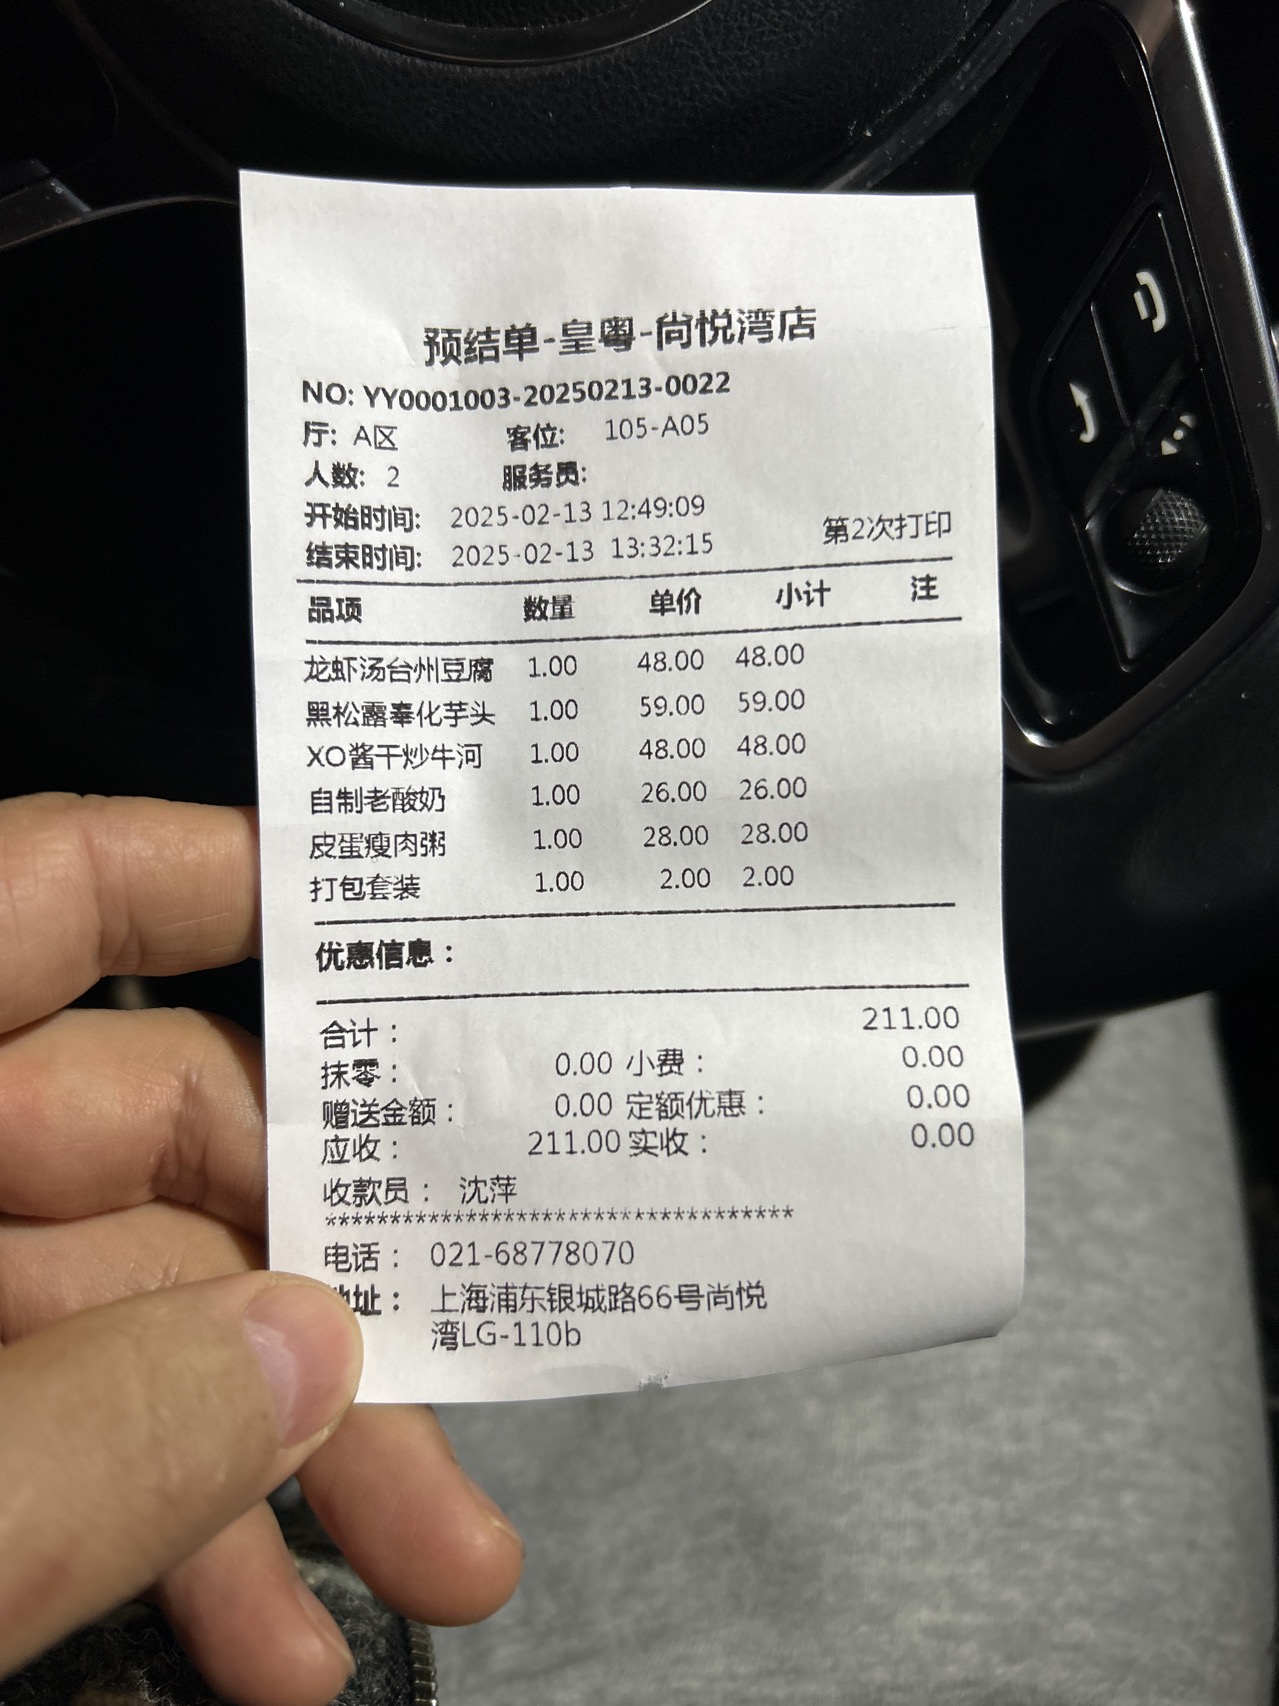 预结单-皇粤-尚悦湾店
NO: YY0001003-20250213-0022
厅: A区 客位: 105-A05
人数: 2 服务员:
开始时间: 2025-02-13 12:49:09
结束时间: 2025-02-13 13:32:15 第2次打印
品项 数量 单价 小计 注
龙虾汤台州豆腐 1.00 48.00 48.00
黑松露奉化芋头 1.00 59.00 59.00
XO酱干炒牛河 1.00 48.00 48.00
自制老酸奶 1.00 26.00 26.00
皮蛋瘦肉粥 1.00 28.00 28.00
打包套装 1.00 2.00 2.00
优惠信息：
合计： 211.00
抹零： 0.00 小费： 0.00
赠送金额： 0.00 定额优惠： 0.00
应收： 211.00 实收： 0.00
收款员： 沈萍
************************************
电话： 021-68778070
址： 上海浦东银城路66号尚悦
湾LG-110b